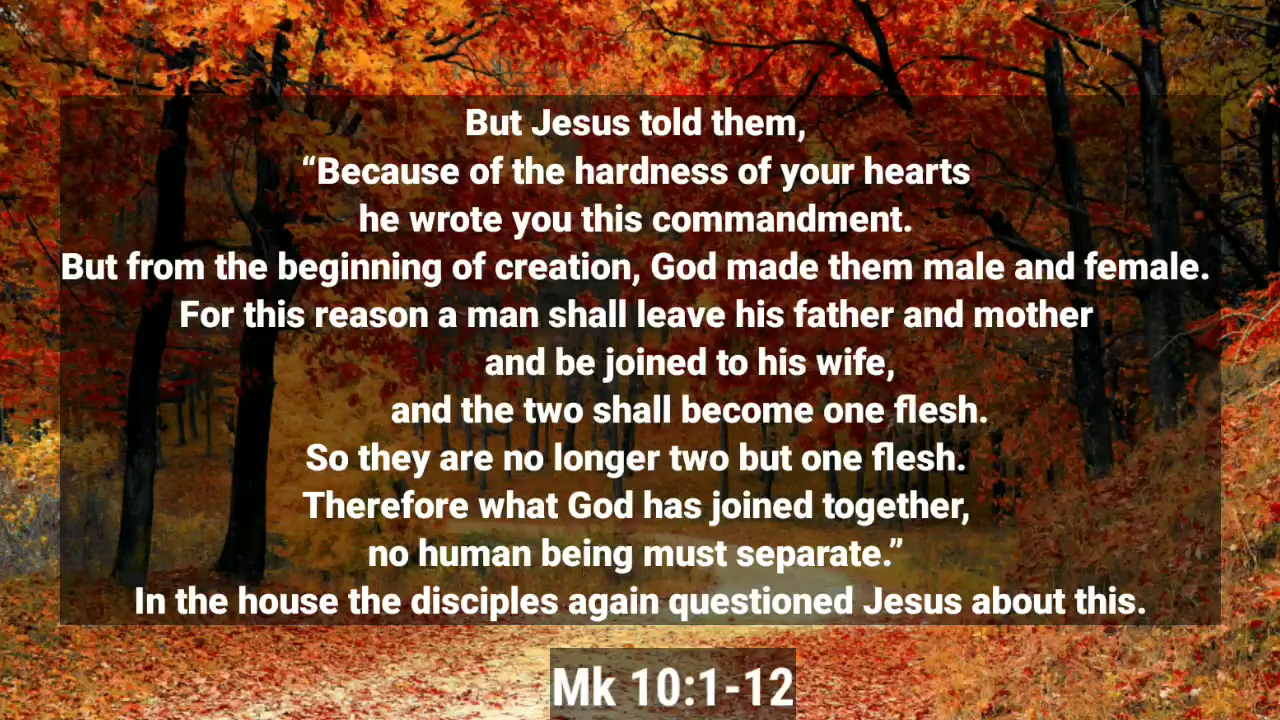 But Jesus told them,
“Because of the hardness of your hearts
he wrote you this commandment.
But from the beginning of creation, God made them male and female.
For this reason a man shall leave his father and mother
and be joined to his wife,
and the two shall become one flesh.
So they are no longer two but one flesh.
Therefore what God has joined together,
no human being must separate.”
In the house the disciples again questioned Jesus about this.
Mk 10:1-12